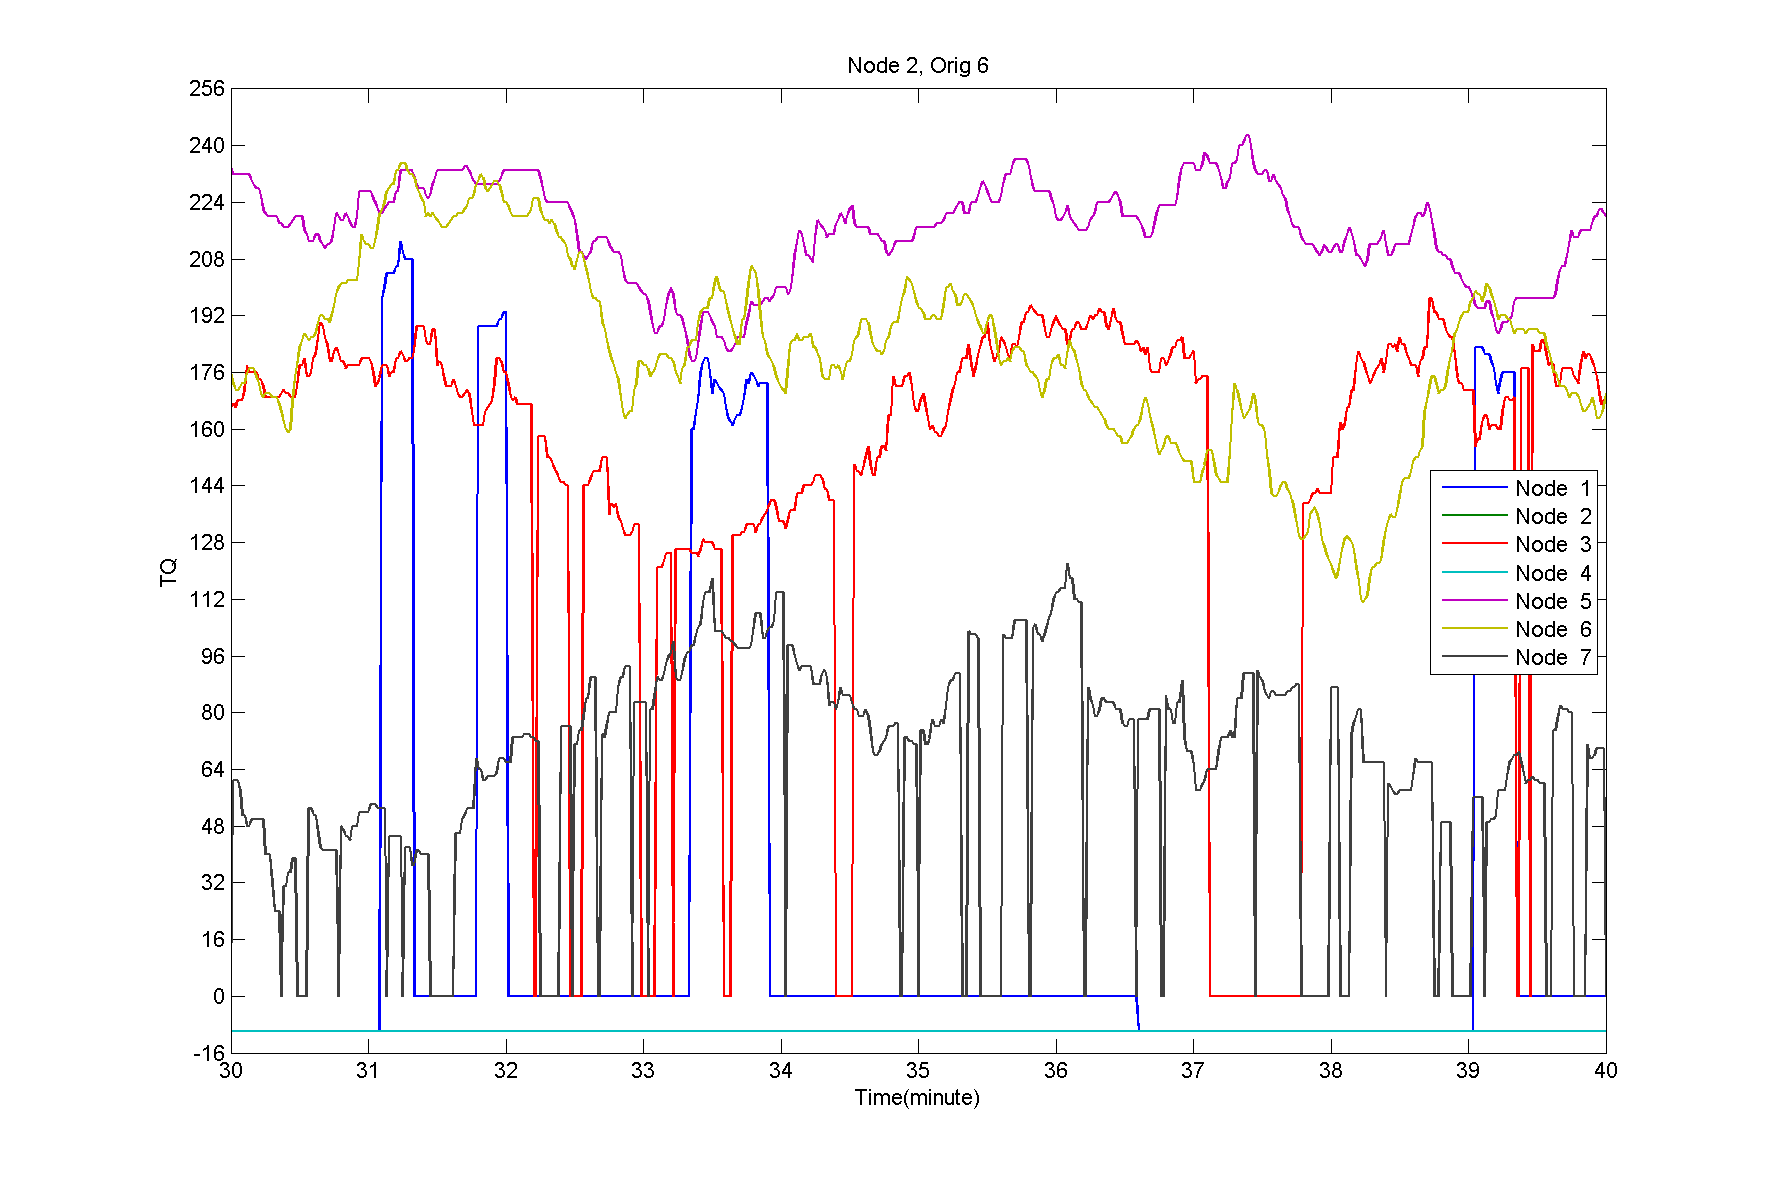 Node 2, Orig 6
256
240
224
208
192
176
160
144
128
112
96
80
64
48
32
16
0
-16
TQ
Node 1
Node 2
Node 3
Node 4
Node 5
Node 6
Node 7
30 31 32 33 34 35 36 37 38 39 40
Time(minute)